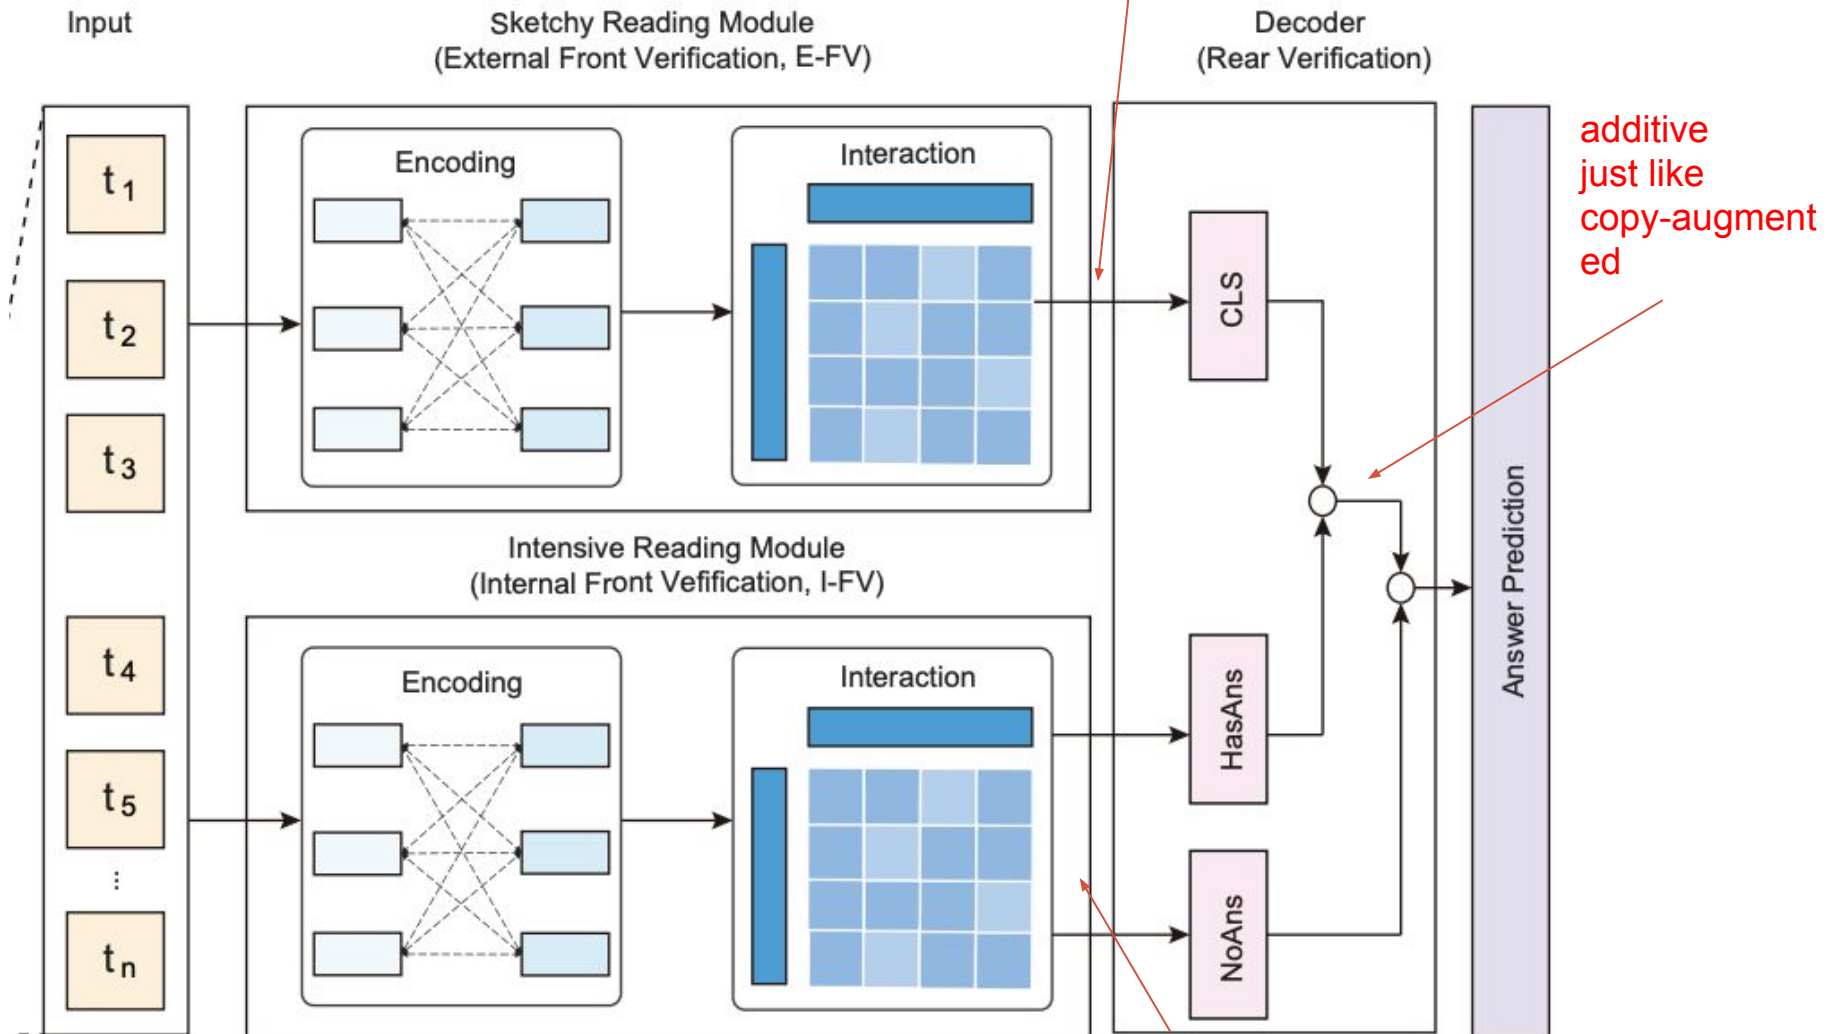 Input
Sketchy Reading Module
(External Front Verification, E-FV)
Decoder
(Rear Verification)
t1
t2
t3
t4
t5
...
tn
Encoding
Interaction
Intensive Reading Module
(Internal Front Vefification, I-FV)
Encoding
Interaction
CLS
HasAns
NoAns
Answer Prediction
additive
just like
copy-augment
ed